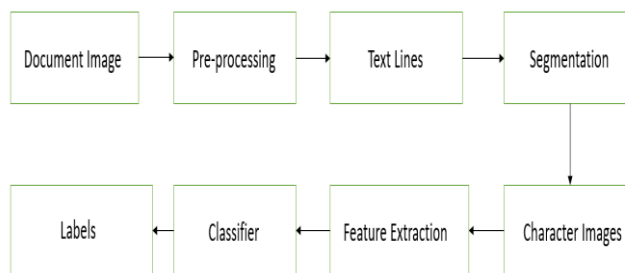 Document Image
Pre-processing
Text Lines
Segmentation
Labels
Classifier
Feature Extraction
Character Images